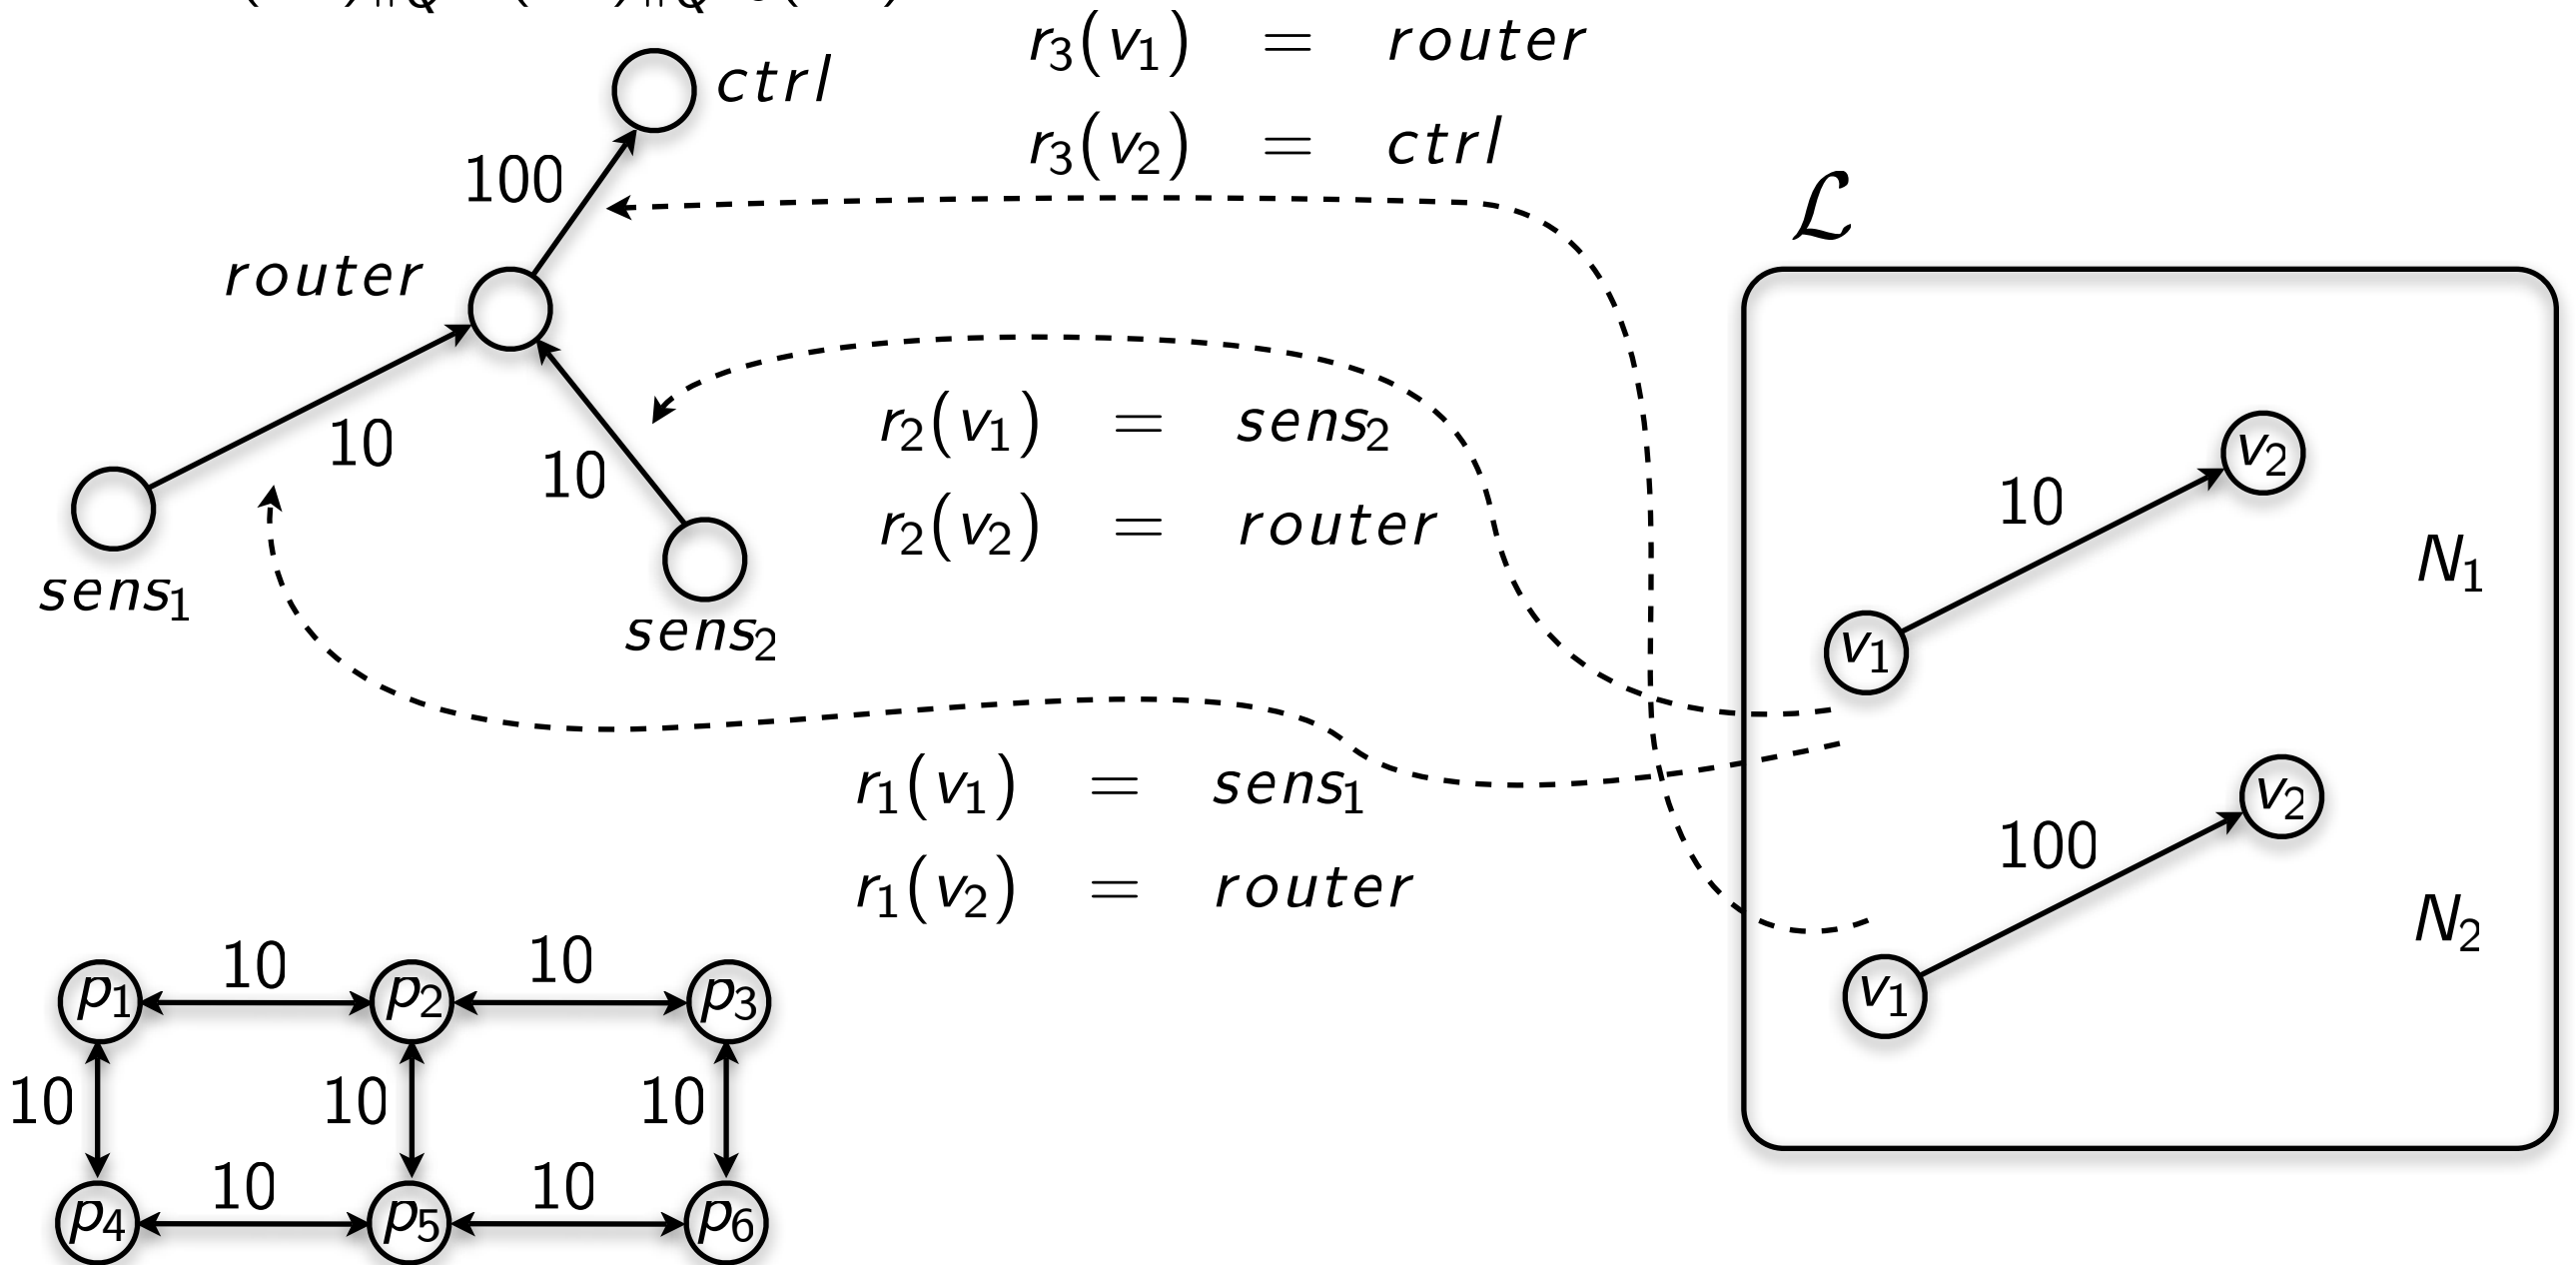 ctrl
r₃(v₁) = router
r₃(v₂) = ctrl
100
ℒ
router
10
10
r₂(v₁) = sens₂
r₂(v₂) = router
sens₁
sens₂
v₂
10
N₁
v₁
r₁(v₁) = sens₁
r₁(v₂) = router
v₂
100
N₂
v₁
10 10
p₁ p₂ p₃
10 10 10
10 10
p₄ p₅ p₆